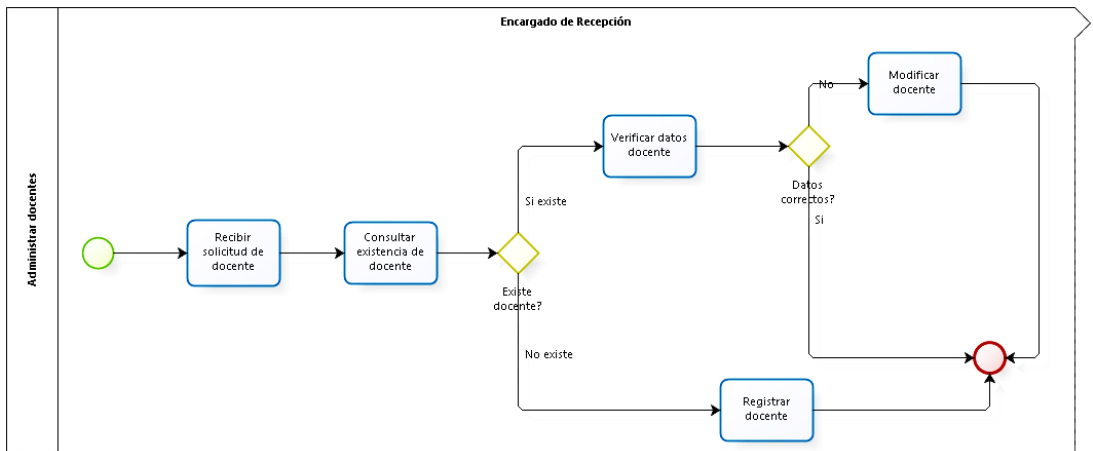 Encargado de Recepción
Administrar docentes
Recibir
solicitud de
docente
Consultar
existencia de
docente
Existe
docente?
Si existe
No existe
Verificar datos
docente
Datos
correctos?
No
Si
Modificar
docente
Registrar
docente